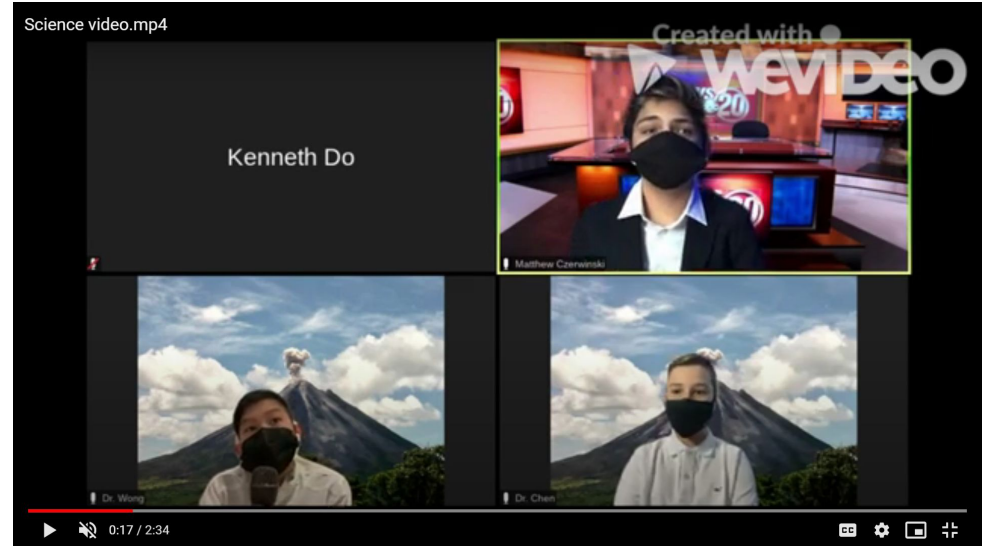 Science video.mp4
Created with
WEVIDEO
Kenneth Do
20
Matthew Czerwinski
Dr. Wong
Dr. Chen
0:17 / 2:34
CC